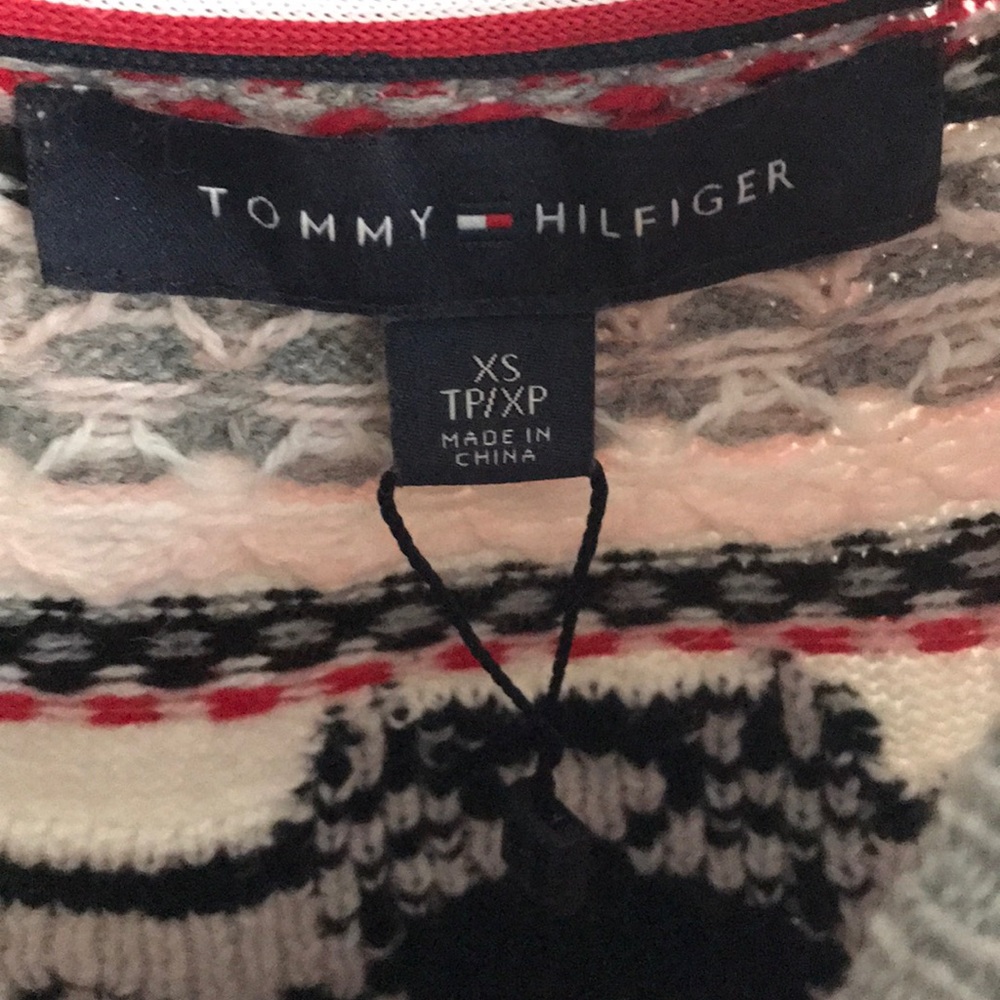 TOMMY HILFIGER
XS
TP/XP
MADE IN
CHINA